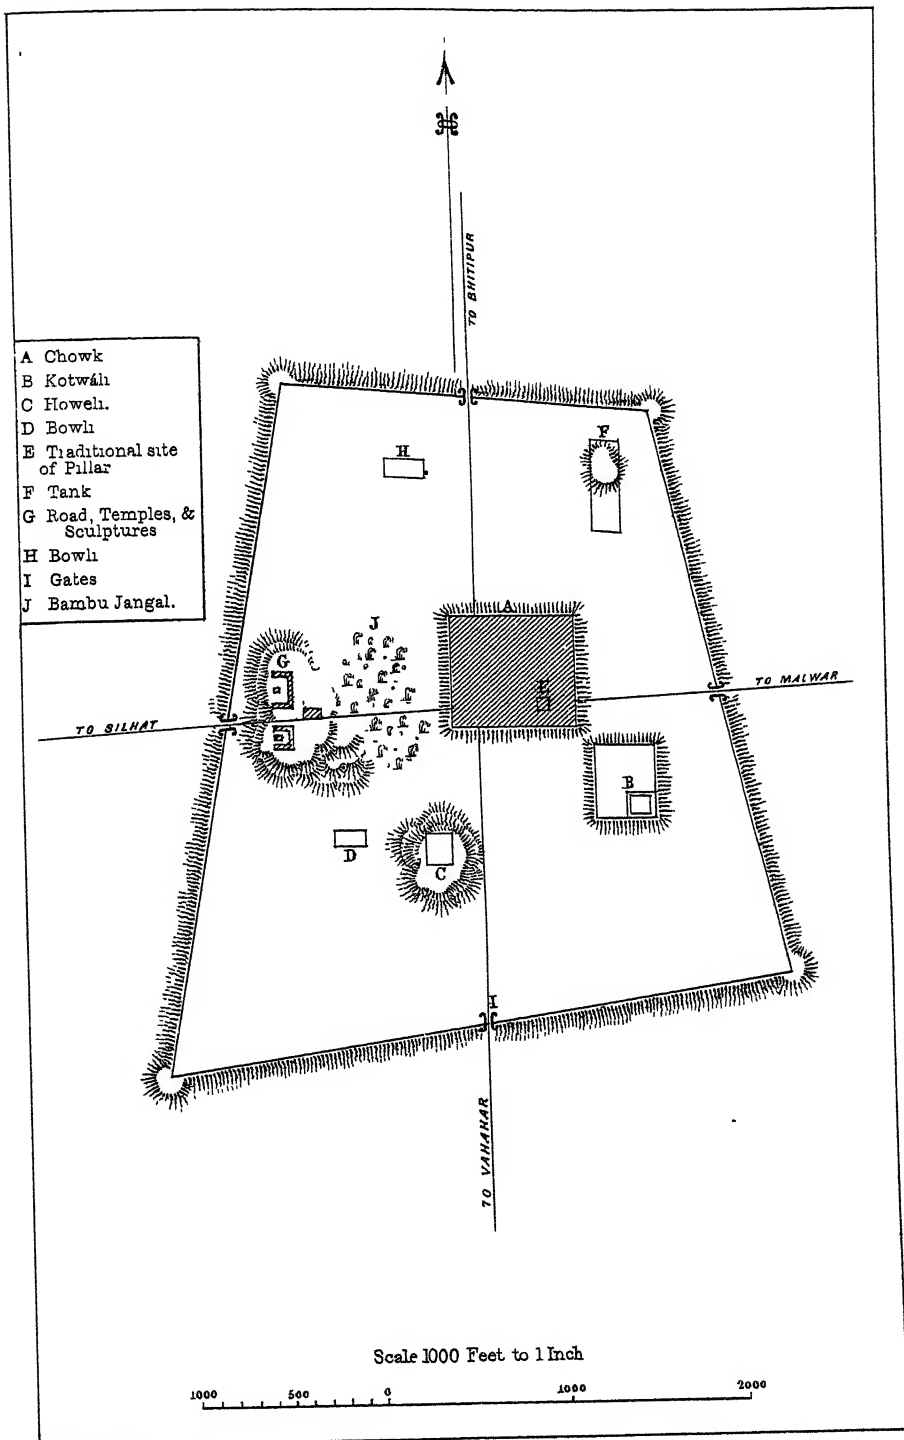 TO BHITIPUR
A Chowk
B Kotwáli
C Howeli.
D Bowli
E Traditional site
of Pillar
F Tank
G Road, Temples, &
Sculptures
H Bowli
I Gates
J Bambu Jangal.
F
H
A
J
G
E
TO MALWAR
TO SILHAT
B
D
C
I
TO VAHAHAR
Scale 1000 Feet to 1 Inch
1000 500 0 1000 2000